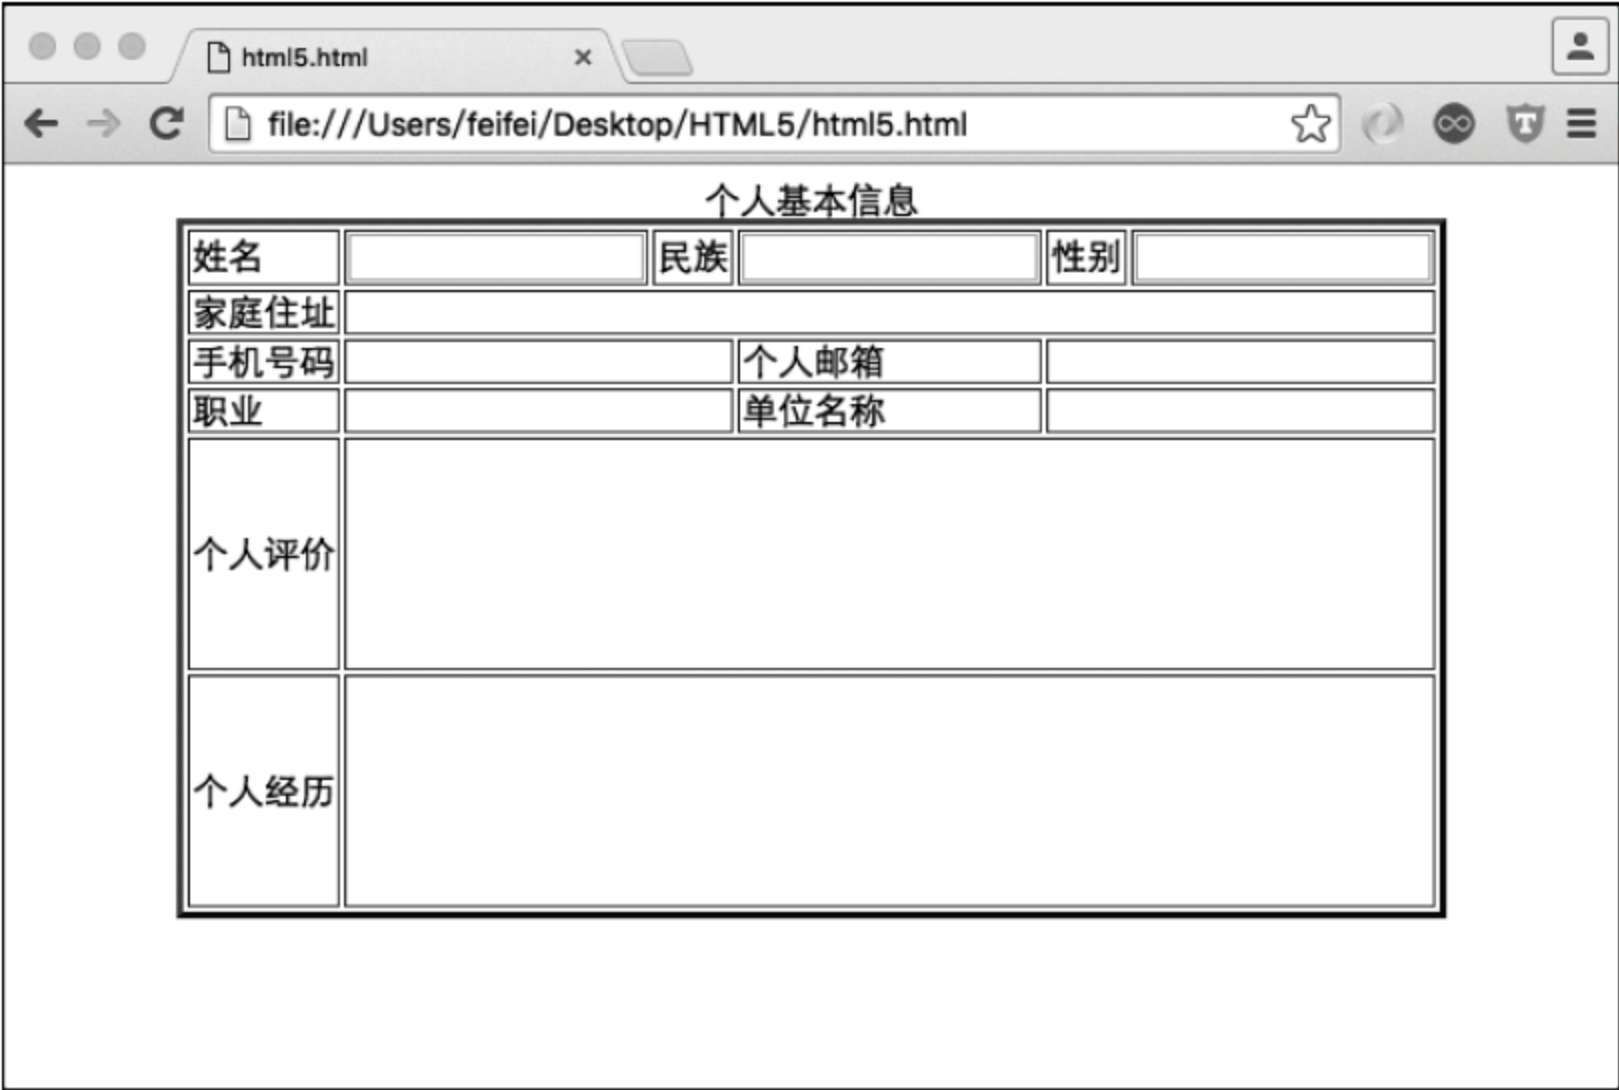 html5.html
file:///Users/feifei/Desktop/HTML5/html5.html
个人基本信息
姓名 民族 性别
家庭住址
手机号码 个人邮箱
职业 单位名称
个人评价
个人经历